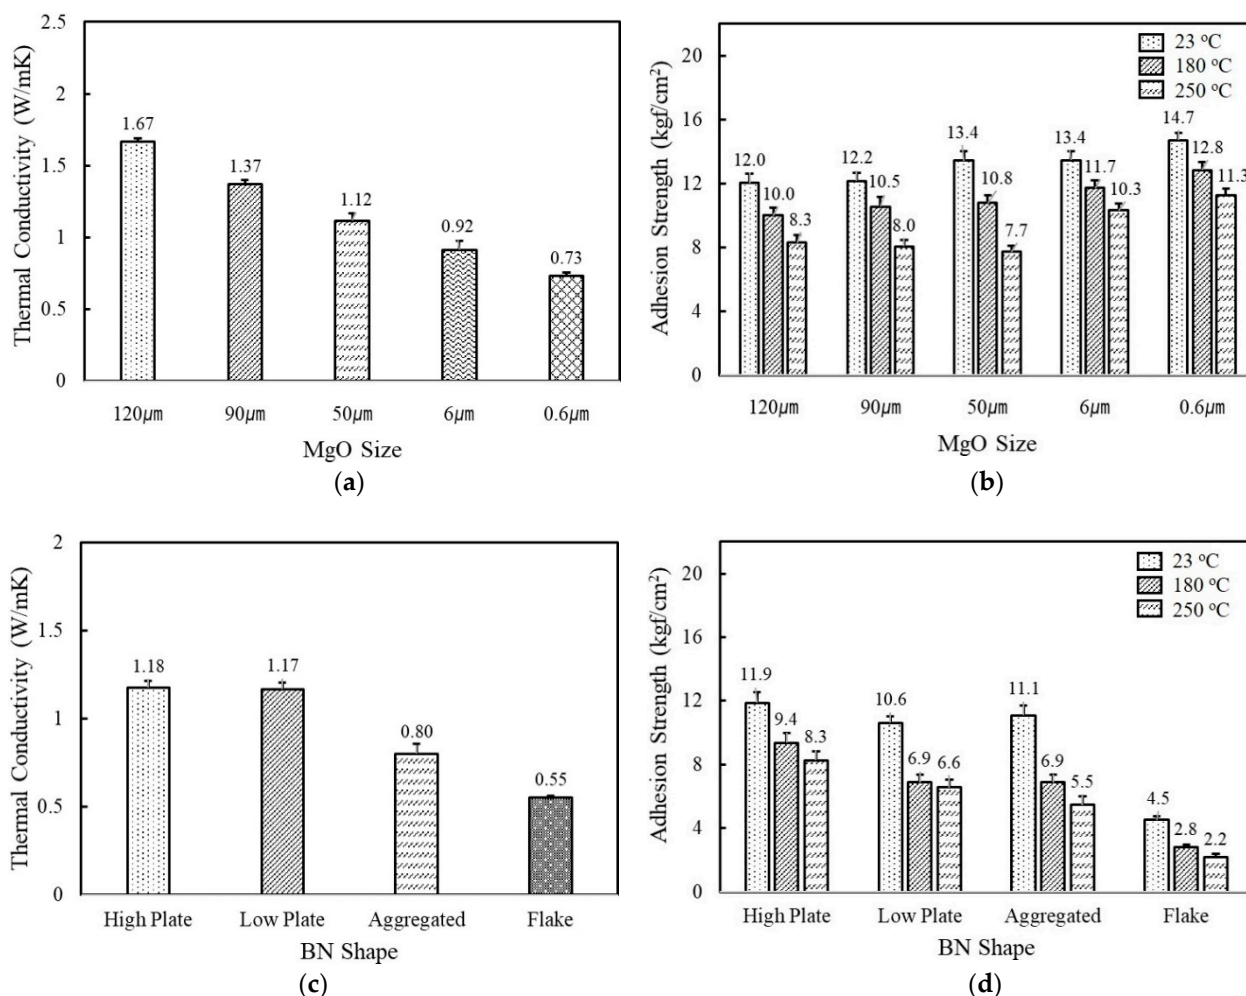 Thermal Conductivity (W/mK)
2.5
2
1.5
1
0.5
0
1.67
1.37
1.12
0.92
0.73
120μm 90μm 50μm 6μm 0.6μm
MgO Size
(a)
Adhesion Strength (kgf/cm²)
20
16
12
8
4
0
23 °C
180 °C
250 °C
12.0 10.0 8.3
12.2 10.5 8.0
13.4 10.8 7.7
13.4 11.7 10.3
14.7 12.8 11.3
120μm 90μm 50μm 6μm 0.6μm
MgO Size
(b)
Thermal Conductivity (W/mK)
2
1.5
1
0.5
0
1.18
1.17
0.80
0.55
High Plate Low Plate Aggregated Flake
BN Shape
(c)
Adhesion Strength (kgf/cm²)
20
16
12
8
4
0
23 °C
180 °C
250 °C
11.9 9.4 8.3
10.6 6.9 6.6
11.1 6.9 5.5
4.5 2.8 2.2
High Plate Low Plate Aggregated Flake
BN Shape
(d)